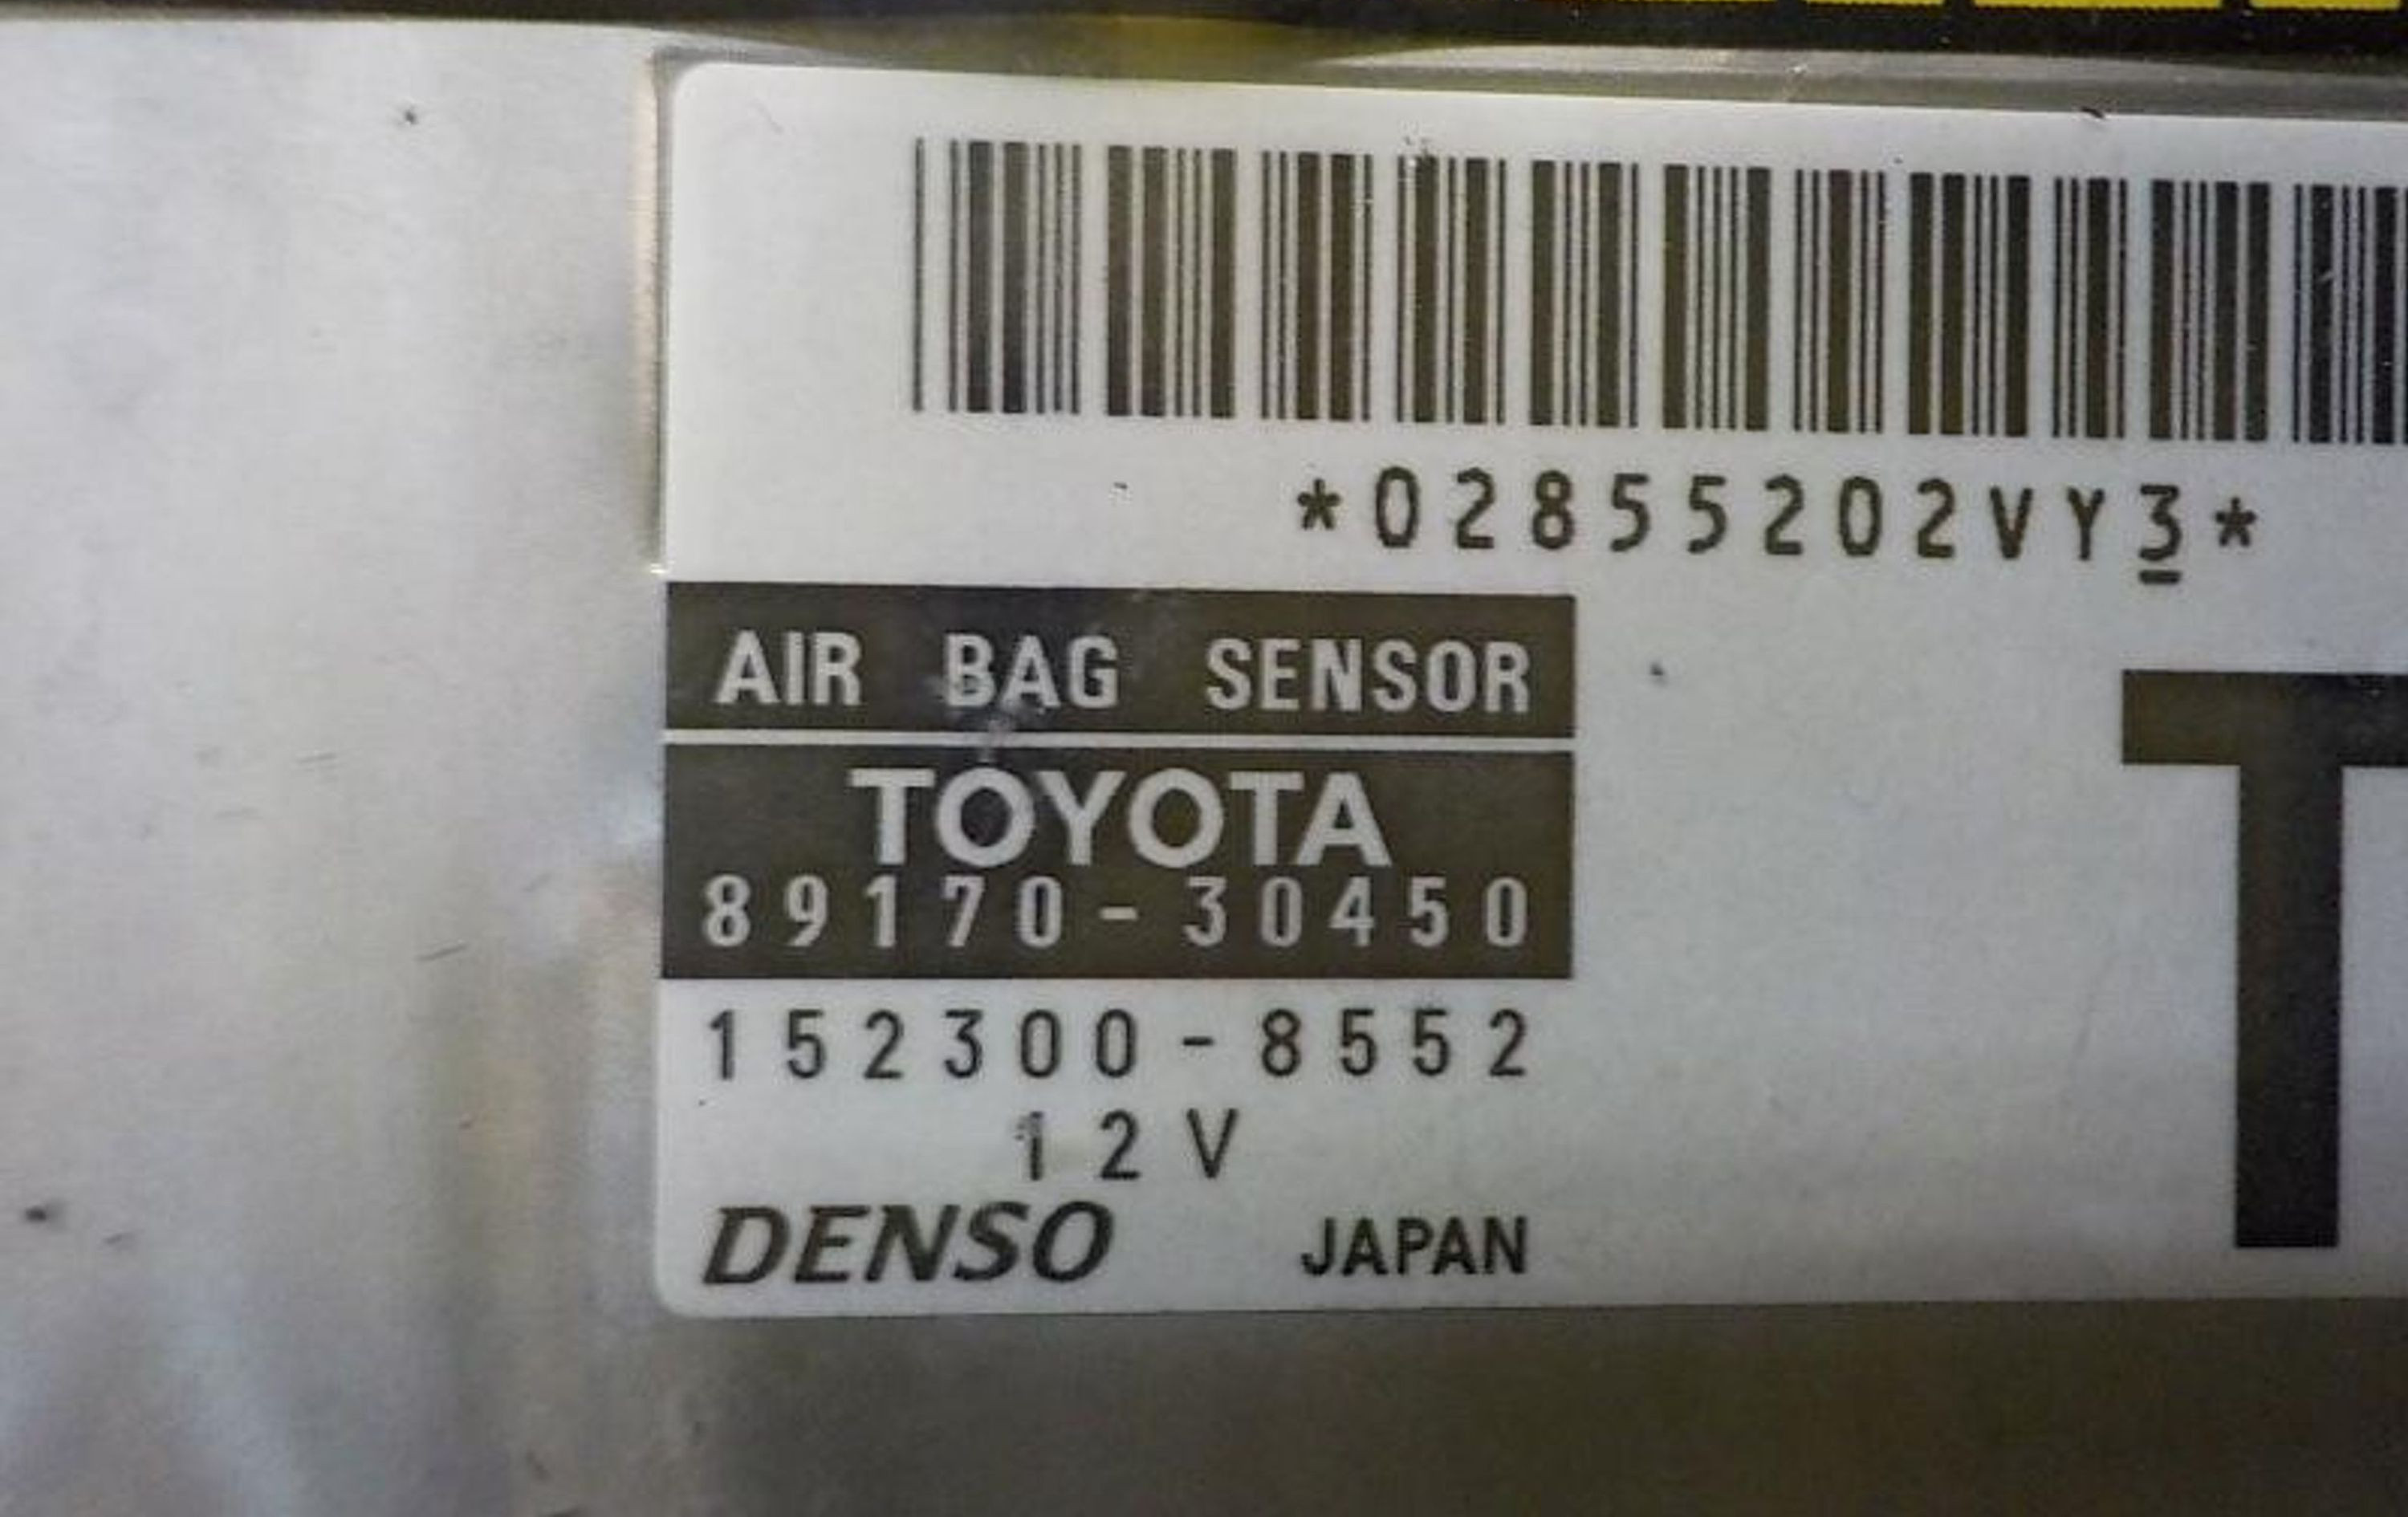 *02855202VY3*
AIR BAG SENSOR
TOYOTA
89170-30450
152300-8552
12V
DENSO JAPAN
T